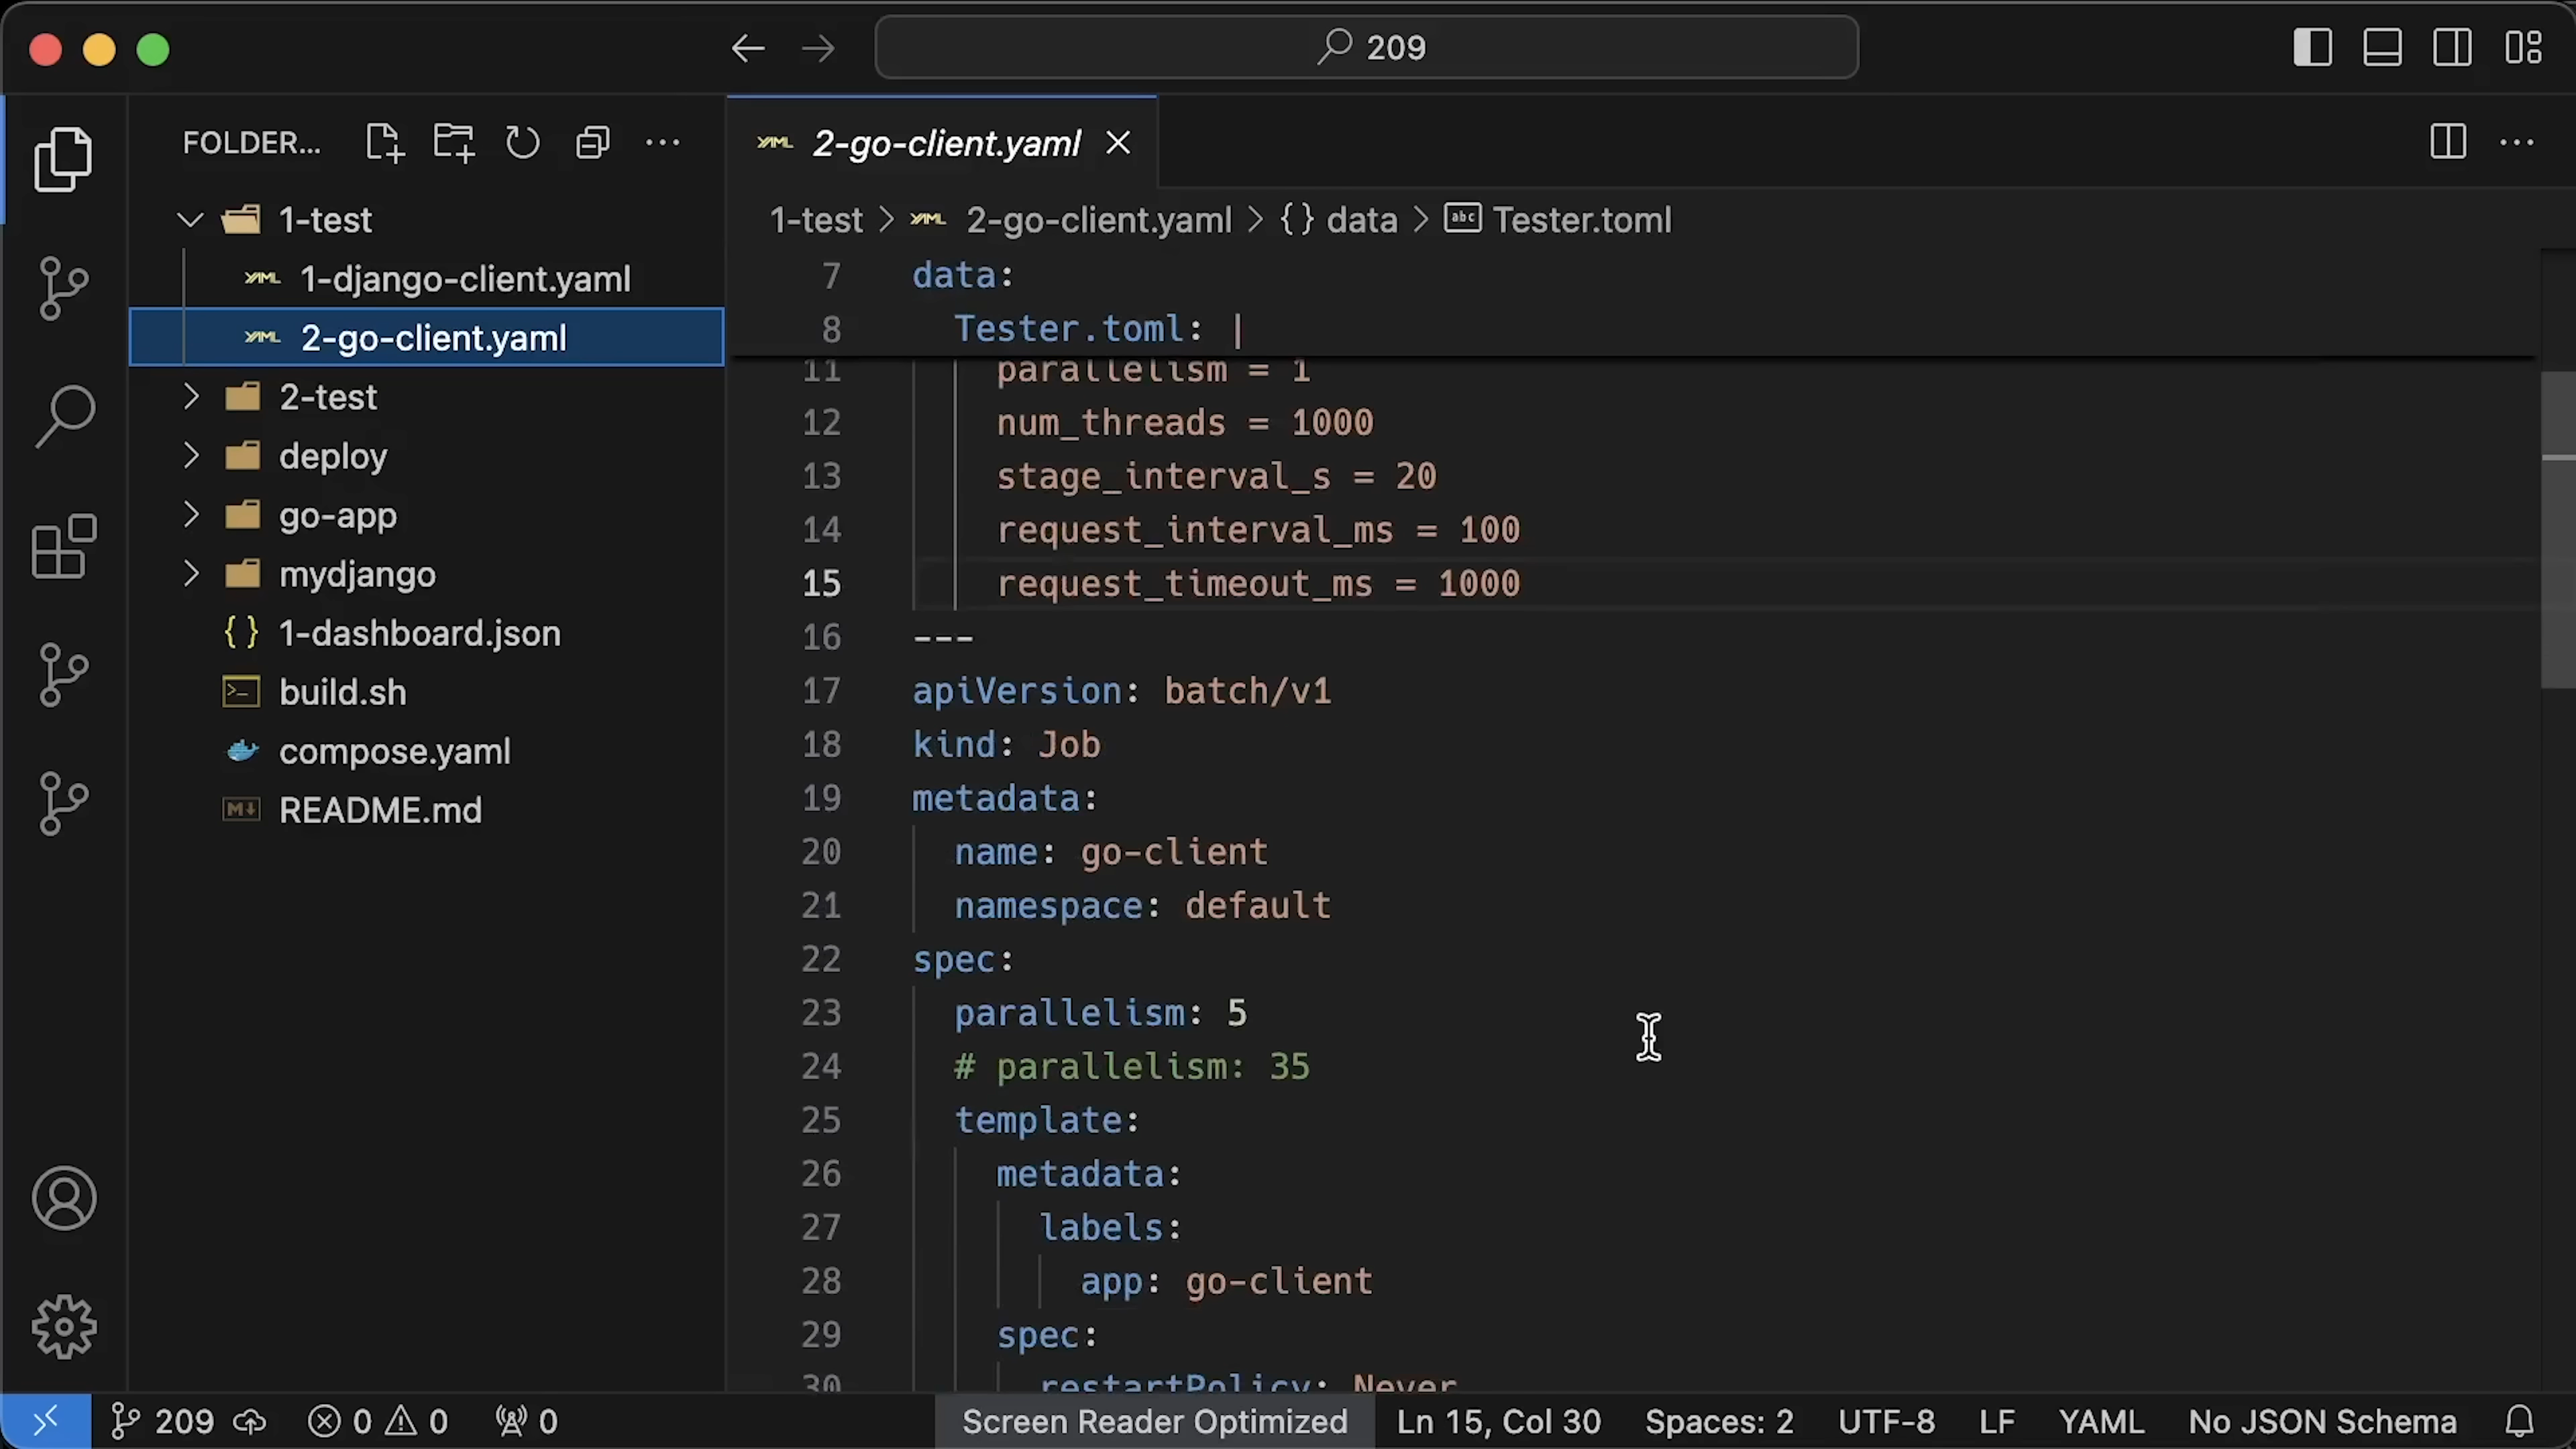 209
FOLDER...
1-test
1-django-client.yaml
2-go-client.yaml
2-test
deploy
go-app
mydjango
1-dashboard.json
build.sh
compose.yaml
README.md
2-go-client.yaml
1-test > 2-go-client.yaml > {} data > Tester.toml
7 data:
8 Tester.toml: |
11 parallelism = 1
12 num_threads = 1000
13 stage_interval_s = 20
14 request_interval_ms = 100
15 request_timeout_ms = 1000
16 ---
17 apiVersion: batch/v1
18 kind: Job
19 metadata:
20 name: go-client
21 namespace: default
22 spec:
23 parallelism: 5
24 # parallelism: 35
25 template:
26 metadata:
27 labels:
28 app: go-client
29 spec:
30 restartPolicy: Never
209 0 0 0 Screen Reader Optimized Ln 15, Col 30 Spaces: 2 UTF-8 LF YAML No JSON Schema